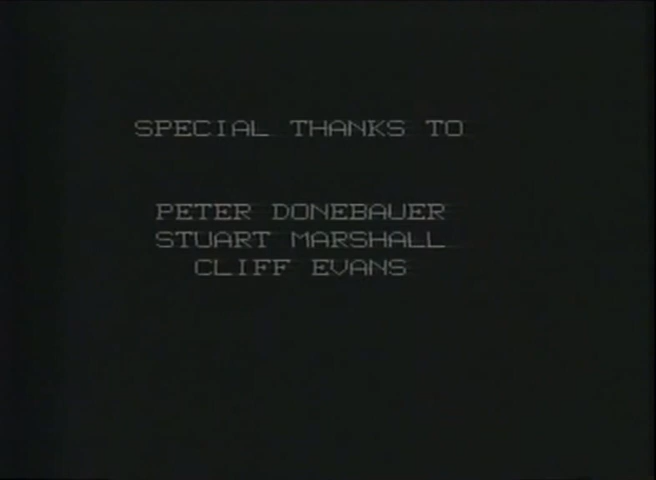 SPECIAL THANKS TO
PETER DONEBAUER
STUART MARSHALL
CLIFF EVANS